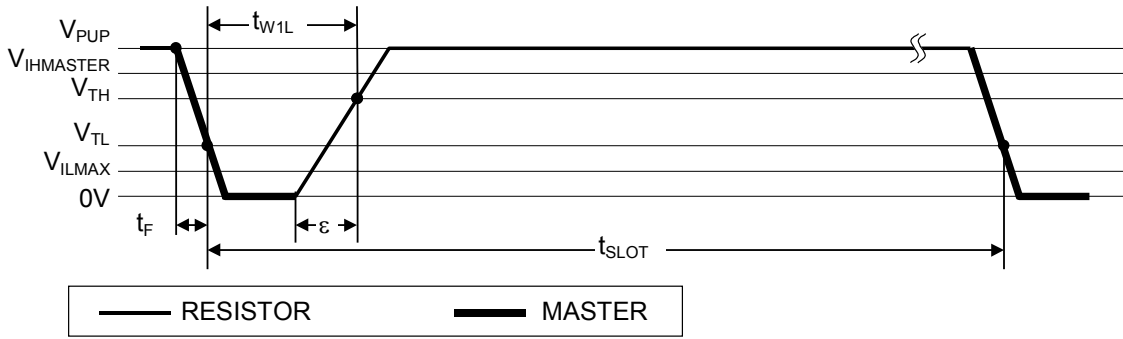 t_W1L
V_PUP
V_IHMASTER
V_TH
V_TL
V_ILMAX
0V
t_F
ε
t_SLOT
RESISTOR MASTER